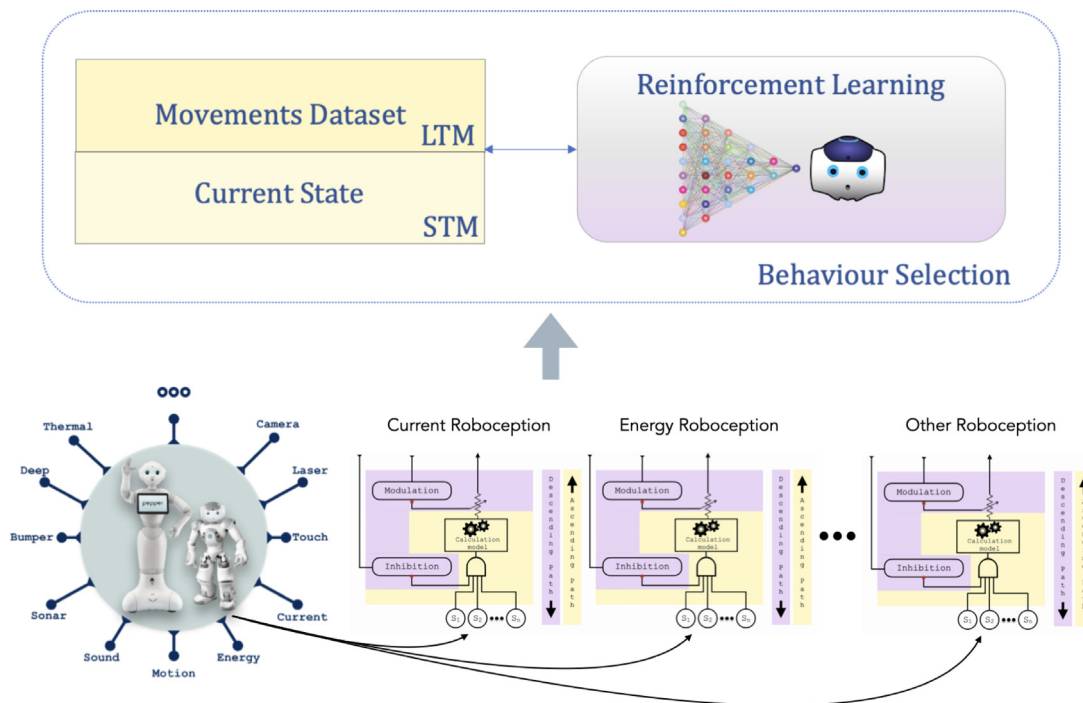 Movements Dataset
LTM
Current State
STM
Reinforcement Learning
Behaviour Selection
Thermal
Camera
Deep
Laser
Bumper
Touch
Sonar
Current
Sound
Energy
Motion
pepper
Current Roboception
Modulation
Calculation
model
Inhibition
S1 S2 ••• Sn
Descending Path
Ascending Path
Energy Roboception
Modulation
Calculation
model
Inhibition
S1 S2 ••• Sn
Descending Path
Ascending Path
•••
Other Roboception
Modulation
Calculation
model
Inhibition
S1 S2 ••• Sn
Descending Path